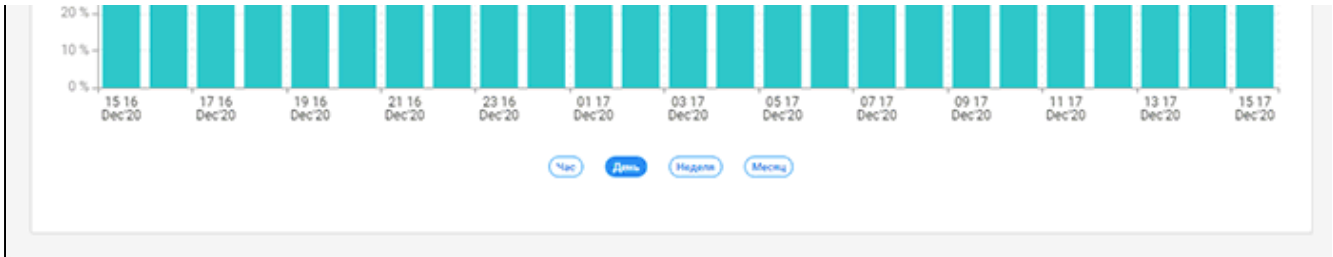 20 %
10 %
0 %
15 16 17 16 19 16 21 16 23 16 01 17 03 17 05 17 07 17 09 17 11 17 13 17 15 17
Dec'20 Dec'20 Dec'20 Dec'20 Dec'20 Dec'20 Dec'20 Dec'20 Dec'20 Dec'20 Dec'20 Dec'20 Dec'20
Час День Неделя Месяц